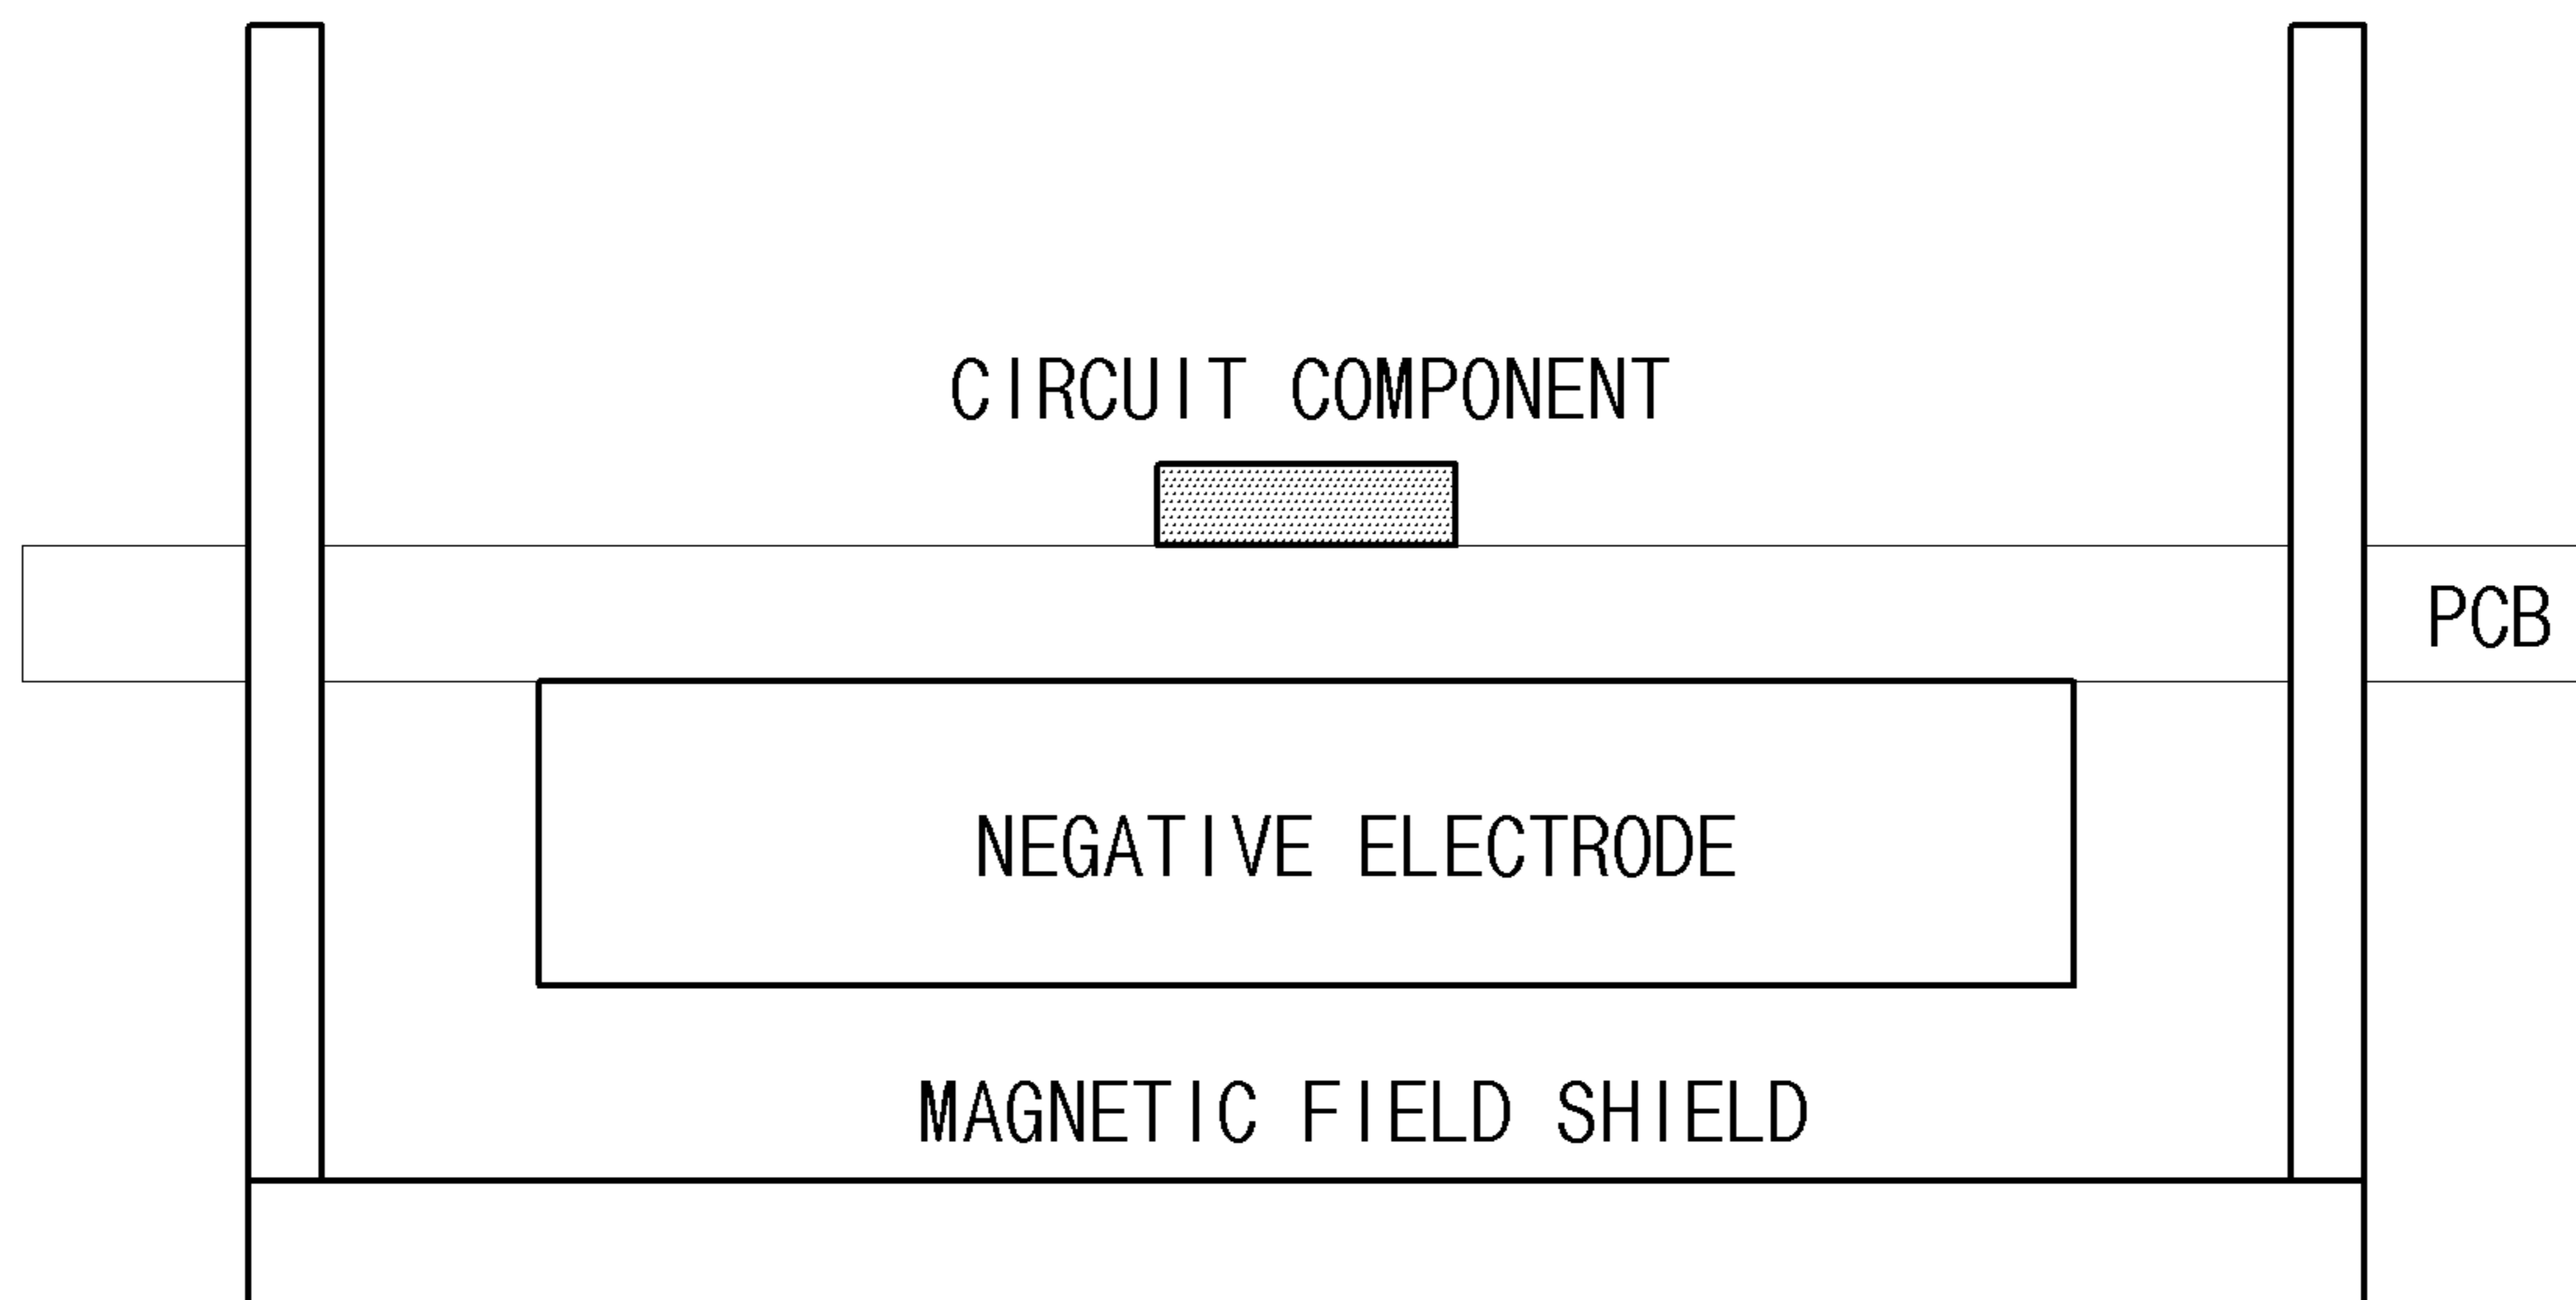 CIRCUIT COMPONENT
PCB
NEGATIVE ELECTRODE
MAGNETIC FIELD SHIELD